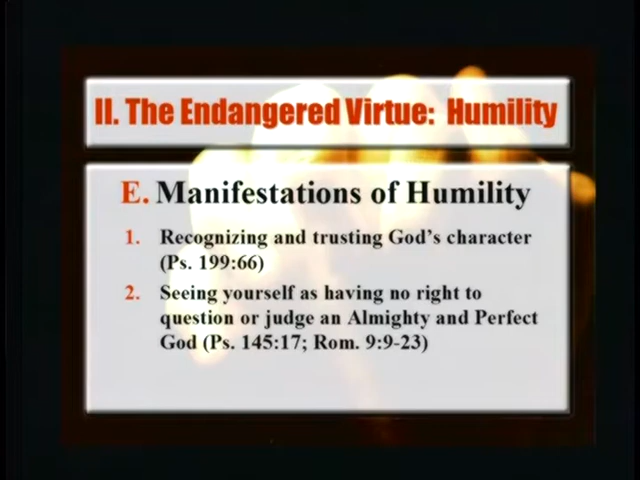 II. The Endangered Virtue: Humility
E. Manifestations of Humility
1. Recognizing and trusting God's character
(Ps. 199:66)
2. Seeing yourself as having no right to
question or judge an Almighty and Perfect
God (Ps. 145:17; Rom. 9:9-23)